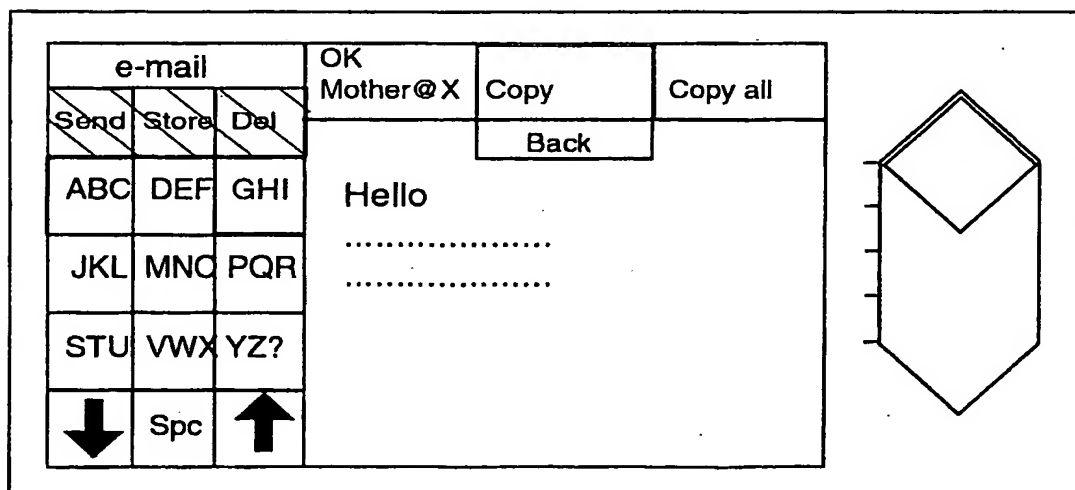 e-mail
OK
Mother@X
Copy
Copy all
Send Store Del
Back
ABC DEF GHI
Hello
JKL MNO PQR
STU VWX YZ?
Spc